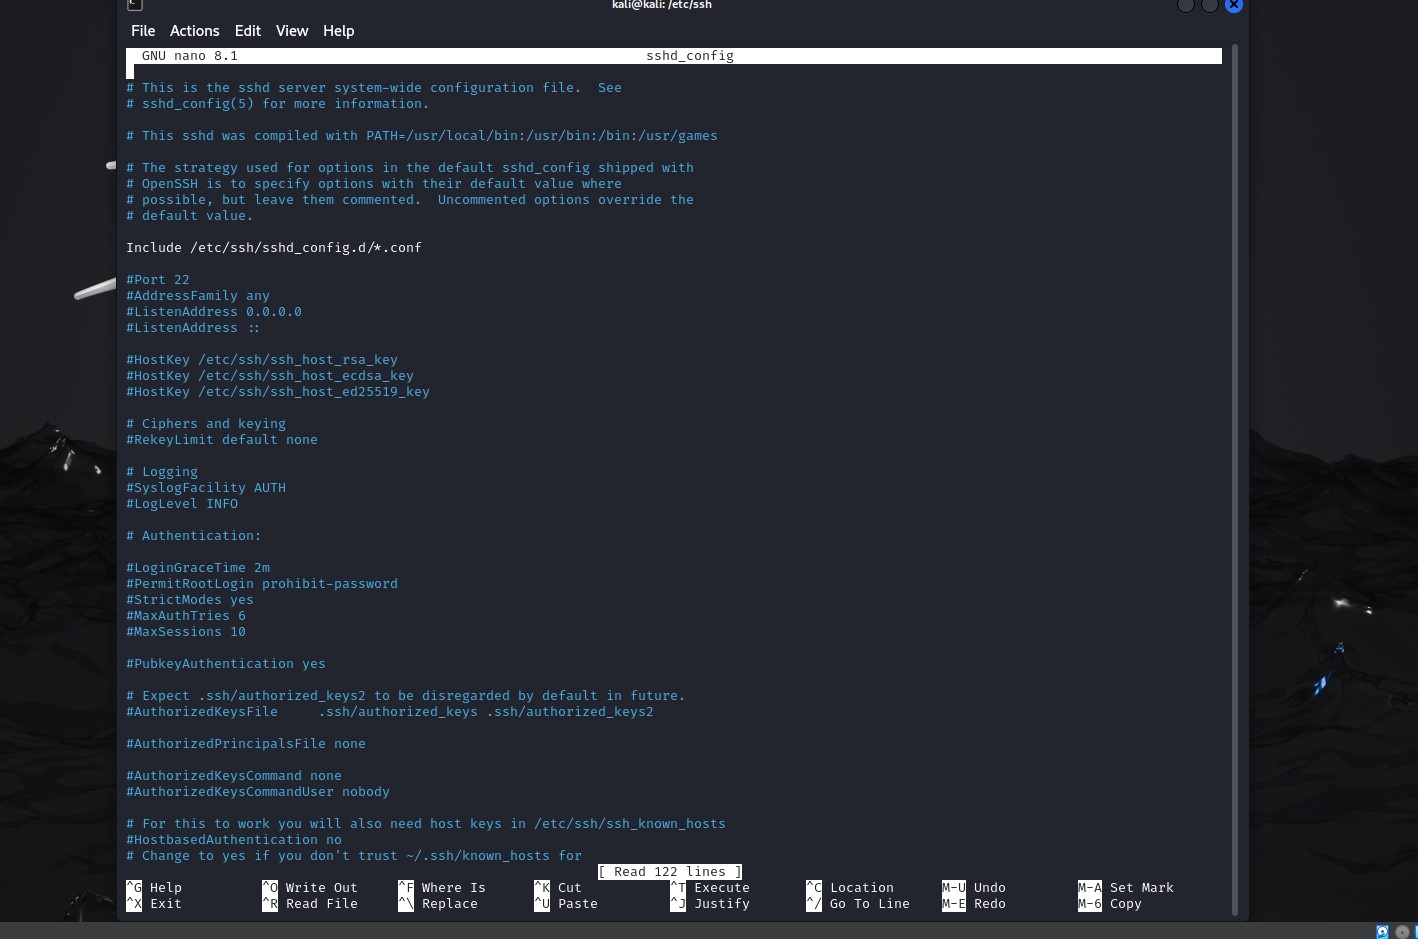 kali@kali: /etc/ssh
File Actions Edit View Help
GNU nano 8.1 sshd_config
# This is the sshd server system-wide configuration file.  See
# sshd_config(5) for more information.
# This sshd was compiled with PATH=/usr/local/bin:/usr/bin:/bin:/usr/games
# The strategy used for options in the default sshd_config shipped with
# OpenSSH is to specify options with their default value where
# possible, but leave them commented.  Uncommented options override the
# default value.
Include /etc/ssh/sshd_config.d/*.conf
#Port 22
#AddressFamily any
#ListenAddress 0.0.0.0
#ListenAddress ::
#HostKey /etc/ssh/ssh_host_rsa_key
#HostKey /etc/ssh/ssh_host_ecdsa_key
#HostKey /etc/ssh/ssh_host_ed25519_key
# Ciphers and keying
#RekeyLimit default none
# Logging
#SyslogFacility AUTH
#LogLevel INFO
# Authentication:
#LoginGraceTime 2m
#PermitRootLogin prohibit-password
#StrictModes yes
#MaxAuthTries 6
#MaxSessions 10
#PubkeyAuthentication yes
# Expect .ssh/authorized_keys2 to be disregarded by default in future.
#AuthorizedKeysFile     .ssh/authorized_keys .ssh/authorized_keys2
#AuthorizedPrincipalsFile none
#AuthorizedKeysCommand none
#AuthorizedKeysCommandUser nobody
# For this to work you will also need host keys in /etc/ssh/ssh_known_hosts
#HostbasedAuthentication no
# Change to yes if you don't trust ~/.ssh/known_hosts for
[ Read 122 lines ]
^G Help ^O Write Out ^F Where Is ^K Cut ^T Execute ^C Location M-U Undo M-A Set Mark
^X Exit ^R Read File ^\ Replace ^U Paste ^J Justify ^/ Go To Line M-E Redo M-6 Copy